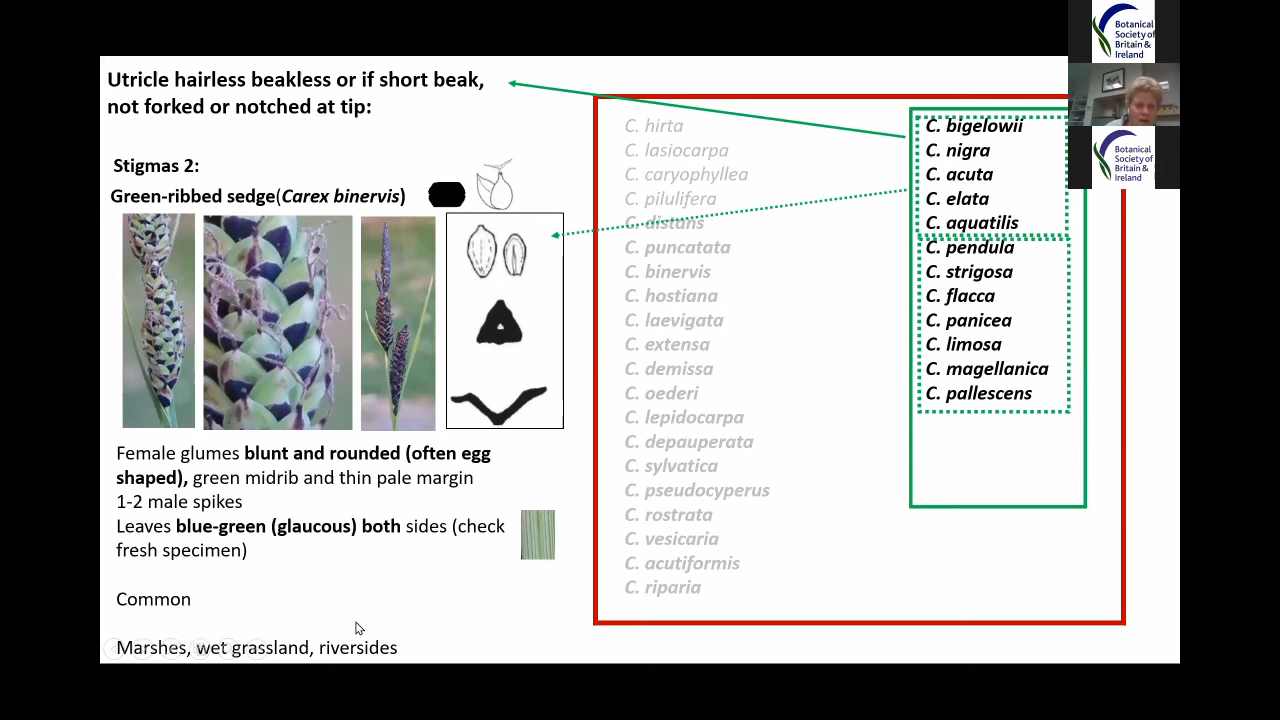 Utricle hairless beakless or if short beak,
not forked or notched at tip:
Stigmas 2:
Green-ribbed sedge(Carex binervis)
Female glumes blunt and rounded (often egg
shaped), green midrib and thin pale margin
1-2 male spikes
Leaves blue-green (glaucous) both sides (check
fresh specimen)
Common
Marshes, wet grassland, riversides
C. hirta
C. lasiocarpa
C. caryophyllea
C. pilulifera
C. distans
C. puncatata
C. binervis
C. hostiana
C. laevigata
C. extensa
C. demissa
C. oederi
C. lepidocarpa
C. depauperata
C. sylvatica
C. pseudocyperus
C. rostrata
C. vesicaria
C. acutiformis
C. riparia
C. bigelowii
C. nigra
C. acuta
C. elata
C. aquatilis
C. pendula
C. strigosa
C. flacca
C. panicea
C. limosa
C. magellanica
C. pallescens
Botanical
Society of
Britain &
Ireland
Botanical
Society of
Britain &
Ireland